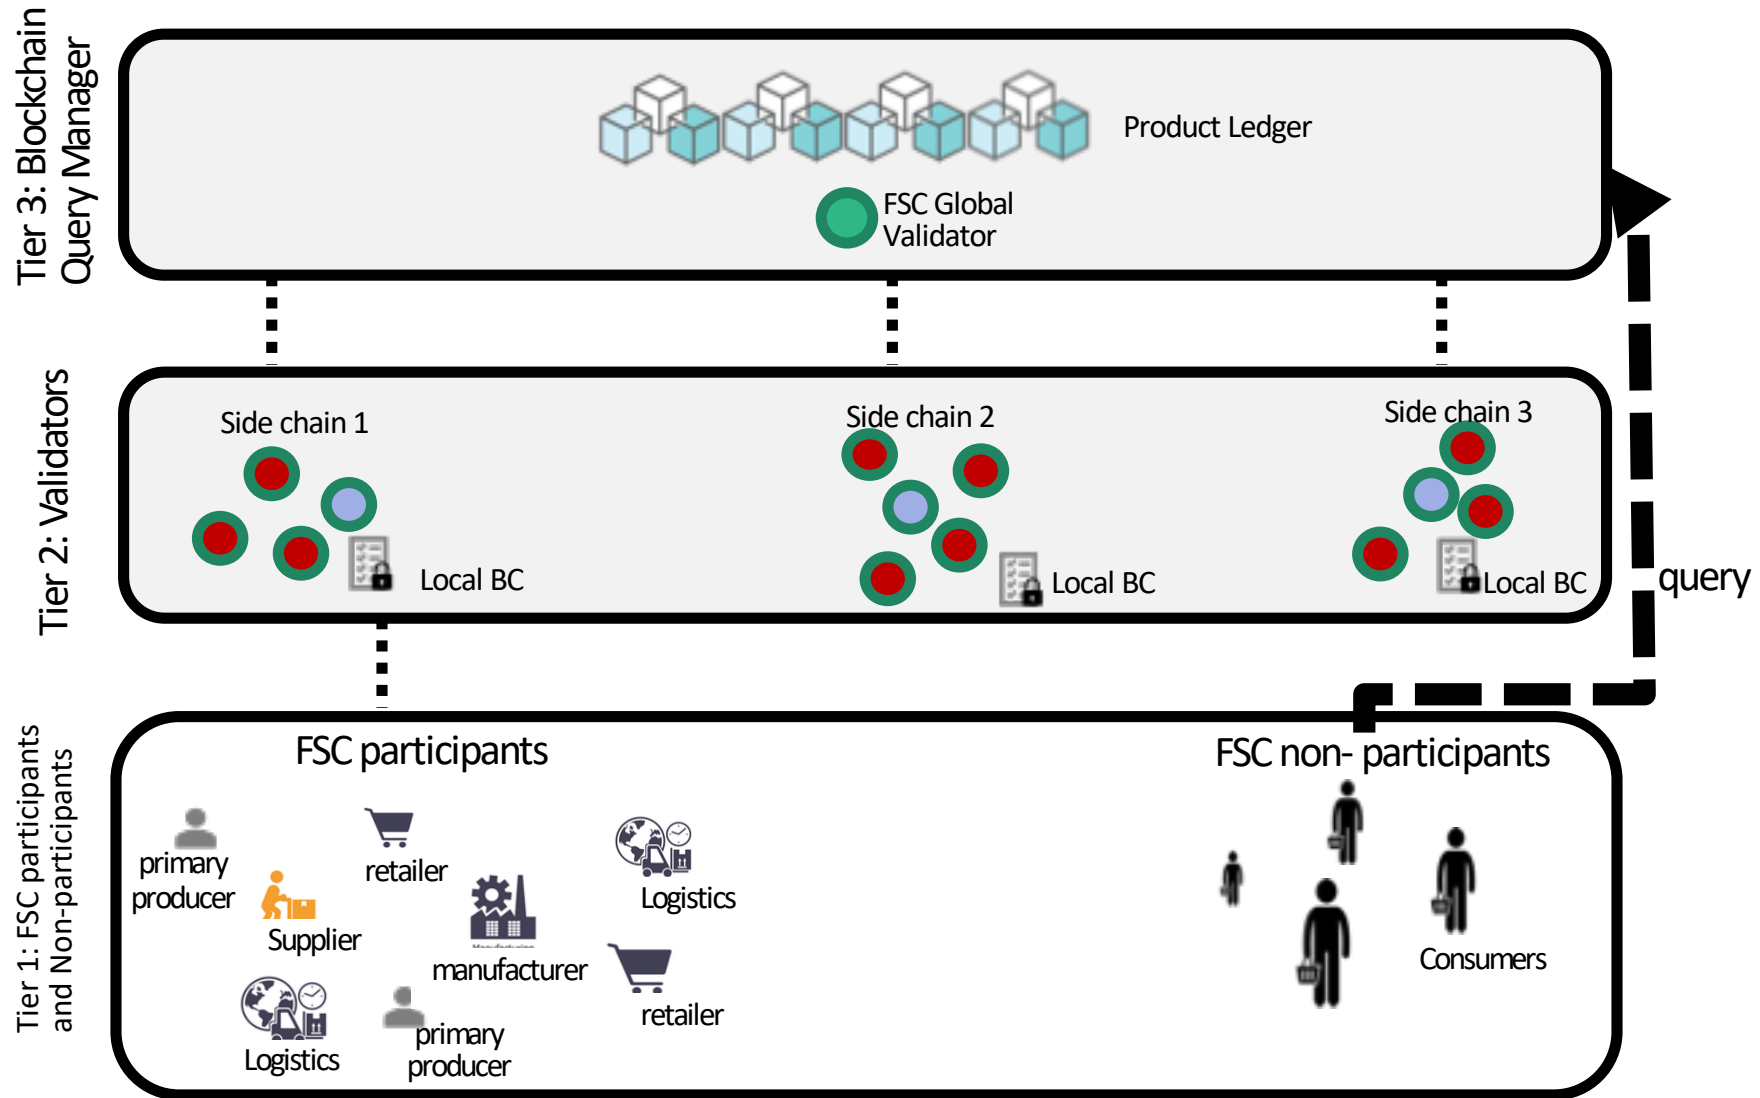 Tier 3: Blockchain
Query Manager
Product Ledger
FSC Global
Validator
Tier 2: Validators
Side chain 1
Side chain 2
Side chain 3
Local BC
Local BC
Local BC
query
Tier 1: FSC participants
and Non-participants
FSC participants
FSC non- participants
primary
producer
retailer
Logistics
Supplier
manufacturer
Manufacturing
retailer
Logistics
primary
producer
Consumers